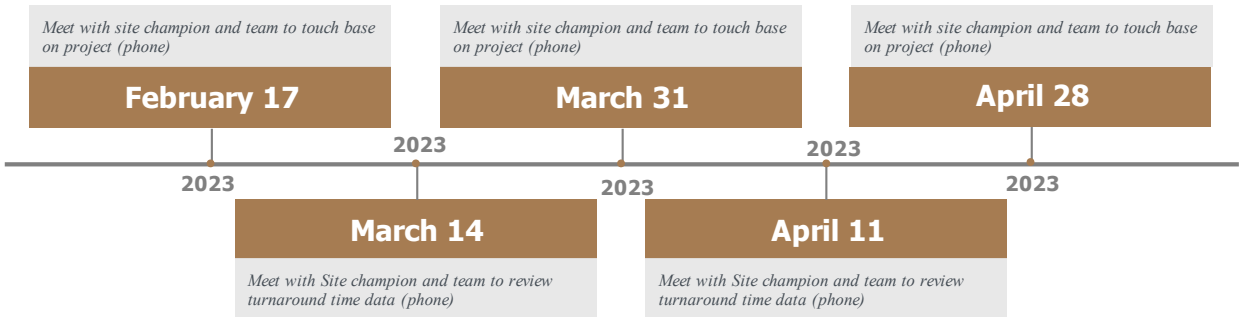 Meet with site champion and team to touch base
on project (phone)
February 17
2023
March 14
2023
Meet with Site champion and team to review
turnaround time data (phone)
Meet with site champion and team to touch base
on project (phone)
March 31
2023
April 11
2023
Meet with Site champion and team to review
turnaround time data (phone)
Meet with site champion and team to touch base
on project (phone)
April 28
2023